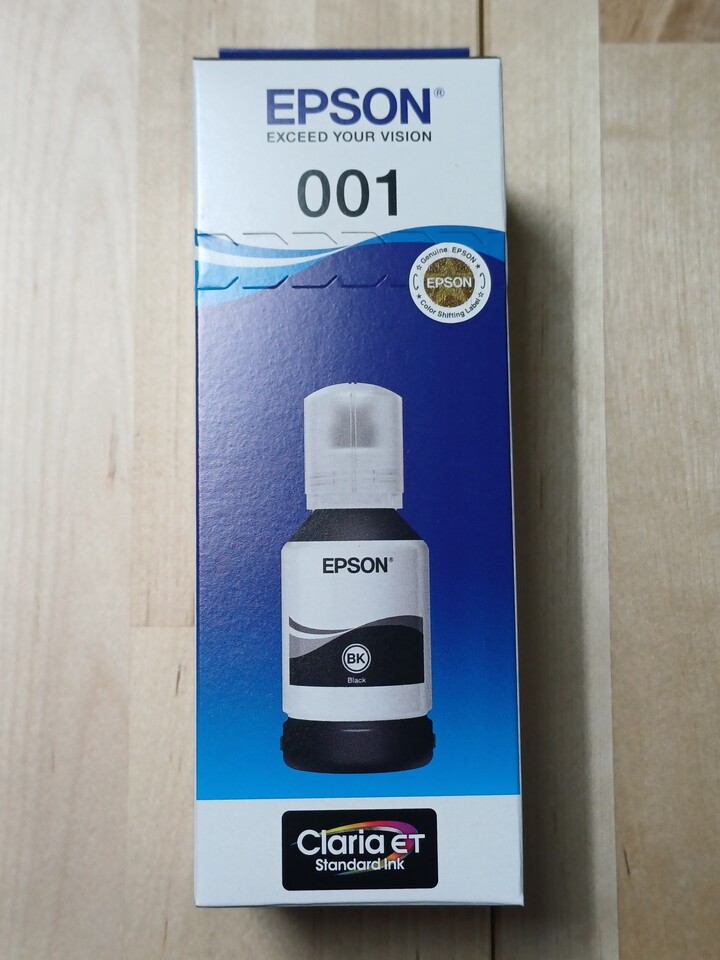 EPSON®
EXCEED YOUR VISION
001
☆ Genuine EPSON ★
EPSON
★ Color Shifting Label ☆
EPSON®
BK
Black
Claria ET
Standard Ink